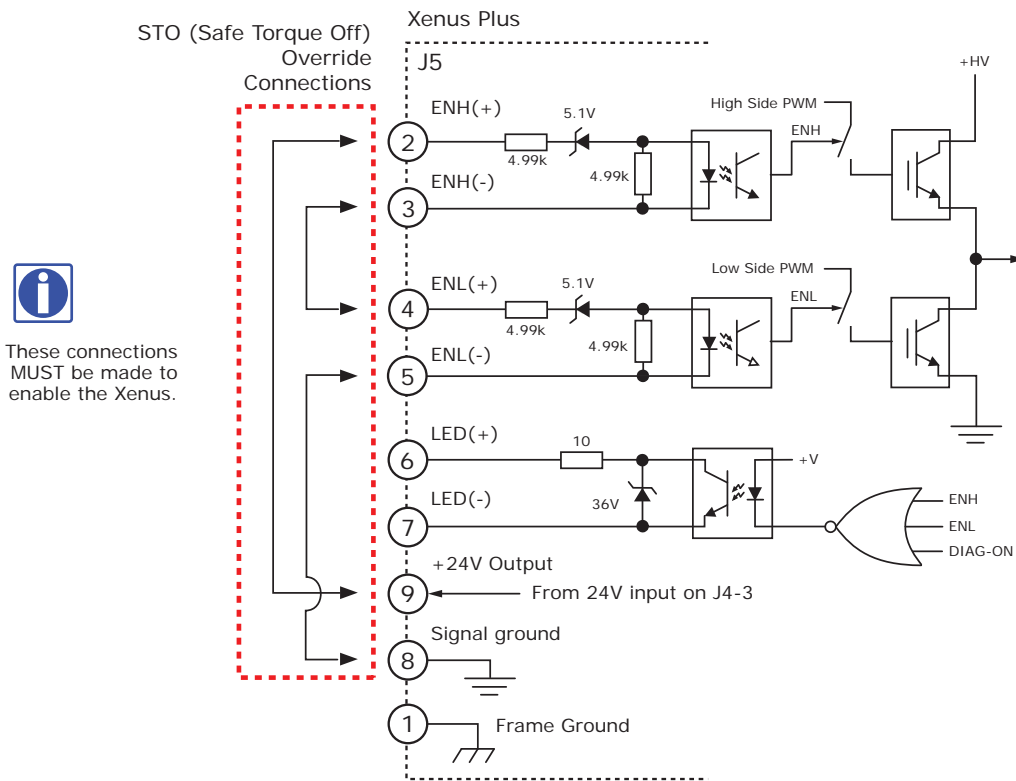 Xenus Plus
STO (Safe Torque Off)
Override
Connections
J5
+HV
ENH(+)
5.1V
High Side PWM
ENH
2
4.99k
4.99k
ENH(-)
3
ENL(+)
5.1V
Low Side PWM
ENL
4
4.99k
4.99k
ENL(-)
5
These connections
MUST be made to
enable the Xenus.
LED(+)
10
6
+V
LED(-)
36V
7
ENH
ENL
DIAG-ON
+24V Output
9
From 24V input on J4-3
Signal ground
8
1
Frame Ground